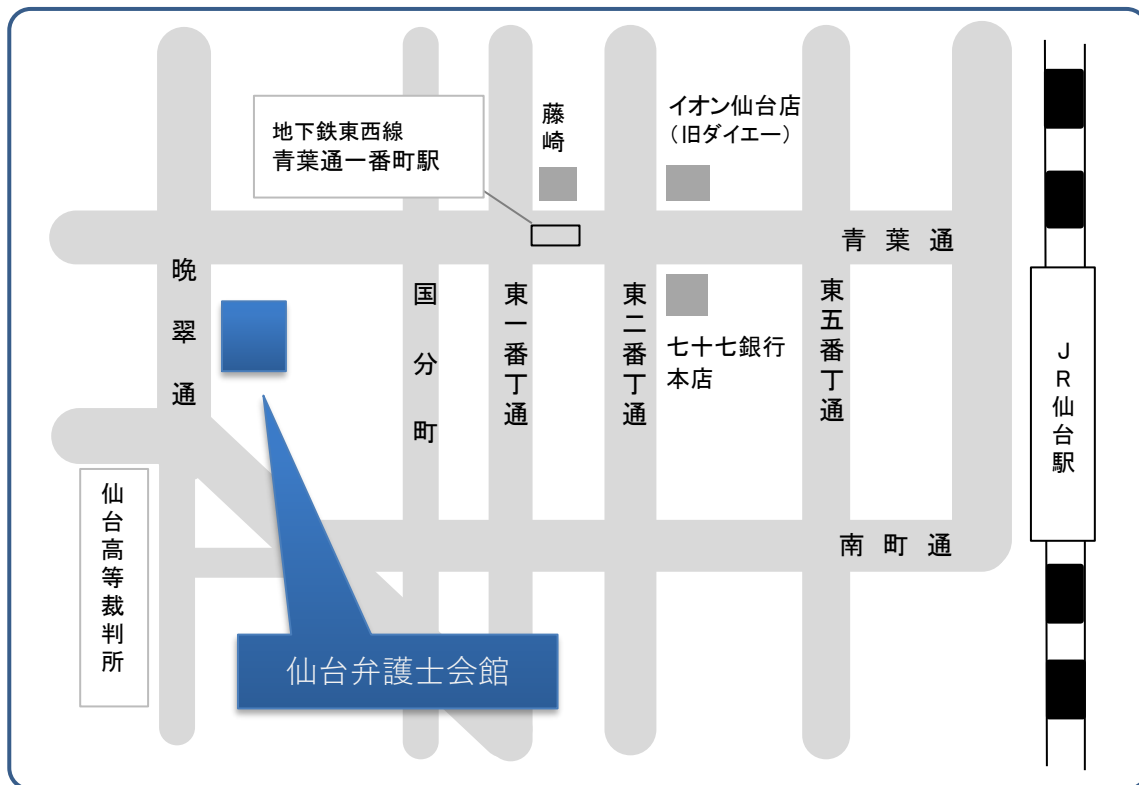 藤崎
イオン仙台店
（旧ダイエー）
地下鉄東西線
青葉通一番町駅
青葉通
晩翠通
国分町
東一番丁通
東二番丁通
東五番丁通
七十七銀行
本店
JR仙台駅
仙台高等裁判所
南町通
仙台弁護士会館